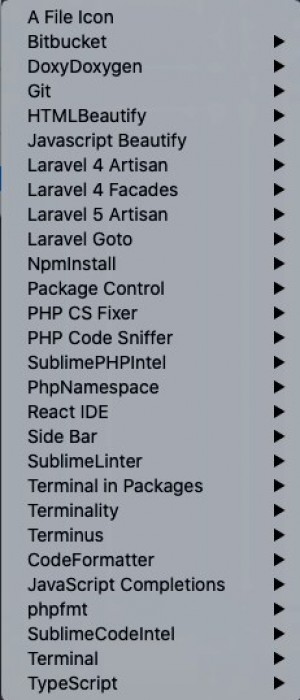 A File Icon
Bitbucket
DoxyDoxygen
Git
HTMLBeautify
Javascript Beautify
Laravel 4 Artisan
Laravel 4 Facades
Laravel 5 Artisan
Laravel Goto
NpmInstall
Package Control
PHP CS Fixer
PHP Code Sniffer
SublimePHPIntel
PhpNamespace
React IDE
Side Bar
SublimeLinter
Terminal in Packages
Terminality
Terminus
CodeFormatter
JavaScript Completions
phpfmt
SublimeCodeIntel
Terminal
TypeScript